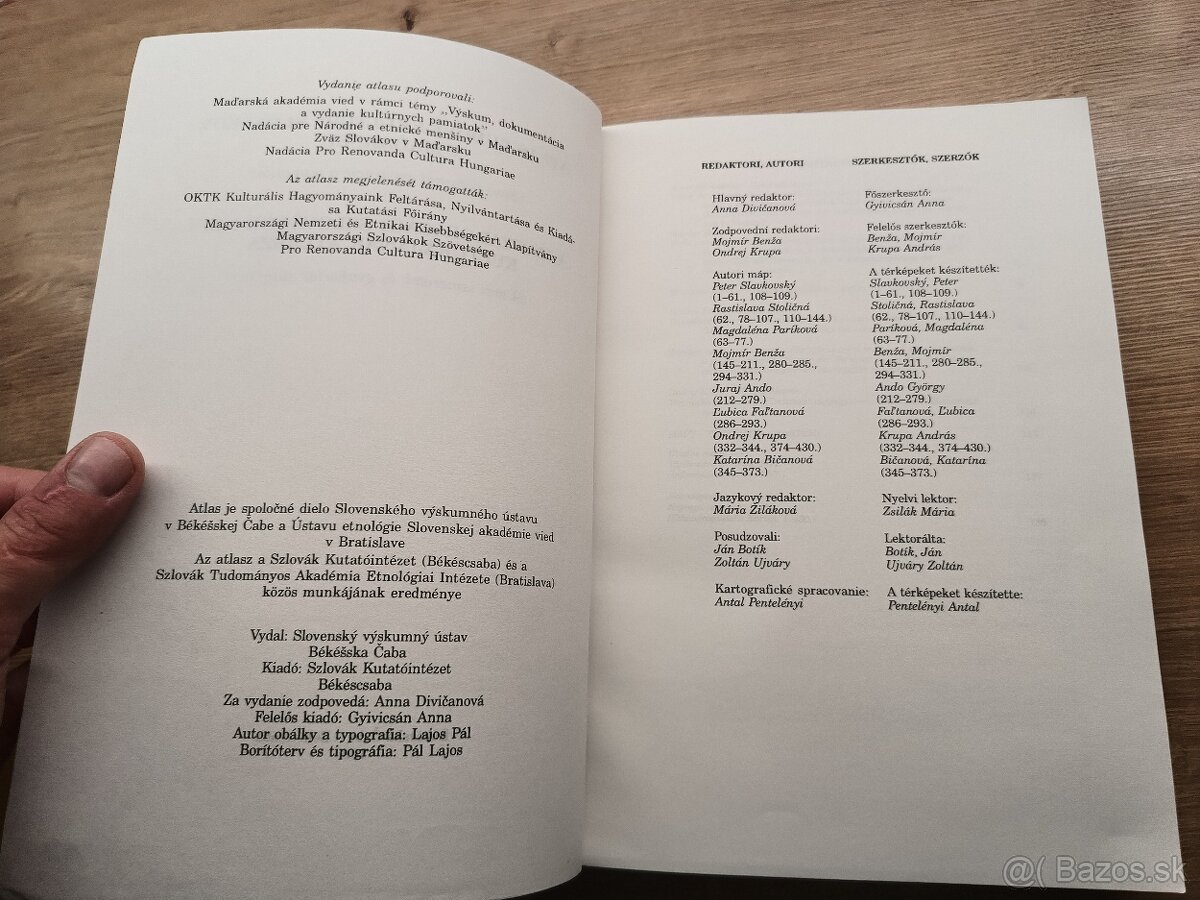 Vydanie atlasu podporovali:
Maďarská akadémia vied v rámci témy „Výskum, dokumentácia
a vydanie kultúrnych pamiatok"
Nadácia pre Národné a etnické menšiny v Maďarsku
Zväz Slovákov v Maďarsku
Nadácia Pro Renovanda Cultura Hungariae
Az atlasz megjelenését támogatták:
OKTK Kulturális Hagyományaink Feltárása, Nyilvántartása és Kiadá-
sa Kutatási Főirány
Magyarországi Nemzeti és Etnikai Kisebbségekért Alapítvány
Magyarországi Szlovákok Szövetsége
Pro Renovanda Cultura Hungariae
Atlas je spoločné dielo Slovenského výskumného ústavu
v Békéšskej Čabe a Ústavu etnológie Slovenskej akadémie vied
v Bratislave
Az atlasz a Szlovák Kutatóintézet (Békéscsaba) és a
Szlovák Tudományos Akadémia Etnológiai Intézete (Bratislava)
közös munkájának eredménye
Vydal: Slovenský výskumný ústav
Békéšska Čaba
Kiadó: Szlovák Kutatóintézet
Békéscsaba
Za vydanie zodpovedá: Anna Divičanová
Felelős kiadó: Gyivicsán Anna
Autor obálky a typografia: Lajos Pál
Borítóterv és tipográfia: Pál Lajos
REDAKTORI, AUTORI
Hlavný redaktor:
Anna Divičanová
Zodpovední redaktori:
Mojmír Benža
Ondrej Krupa
Autori máp:
Peter Slavkovský
(1–61., 108–109.)
Rastislava Stoličná
(62., 78–107., 110–144.)
Magdaléna Paríková
(63–77.)
Mojmír Benža
(145–211., 280–285.,
294–331.)
Juraj Ando
(212–279.)
Ľubica Faľtanová
(286–293.)
Ondrej Krupa
(332–344., 374–430.)
Katarína Bičanová
(345–373.)
Jazykový redaktor:
Mária Žiláková
Posudzovali:
Ján Botík
Zoltán Ujváry
Kartografické spracovanie:
Antal Pentelényi
SZERKESZTŐK, SZERZŐK
Főszerkesztő:
Gyivicsán Anna
Felelős szerkesztők:
Benža, Mojmír
Krupa András
A térképeket készítették:
Slavkovský, Peter
(1–61., 108–109.)
Stoličná, Rastislava
(62., 78–107., 110–144.)
Paríková, Magdaléna
(63–77.)
Benža, Mojmír
(145–211., 280–285.,
294–331.)
Ando György
(212–279.)
Faľtanová, Ľubica
(286–293.)
Krupa András
(332–344., 374–430.)
Bičanová, Katarína
(345–373.)
Nyelvi lektor:
Zsilák Mária
Lektorálta:
Botík, Ján
Ujváry Zoltán
A térképeket készítette:
Pentelényi Antal
@( Bazos.sk